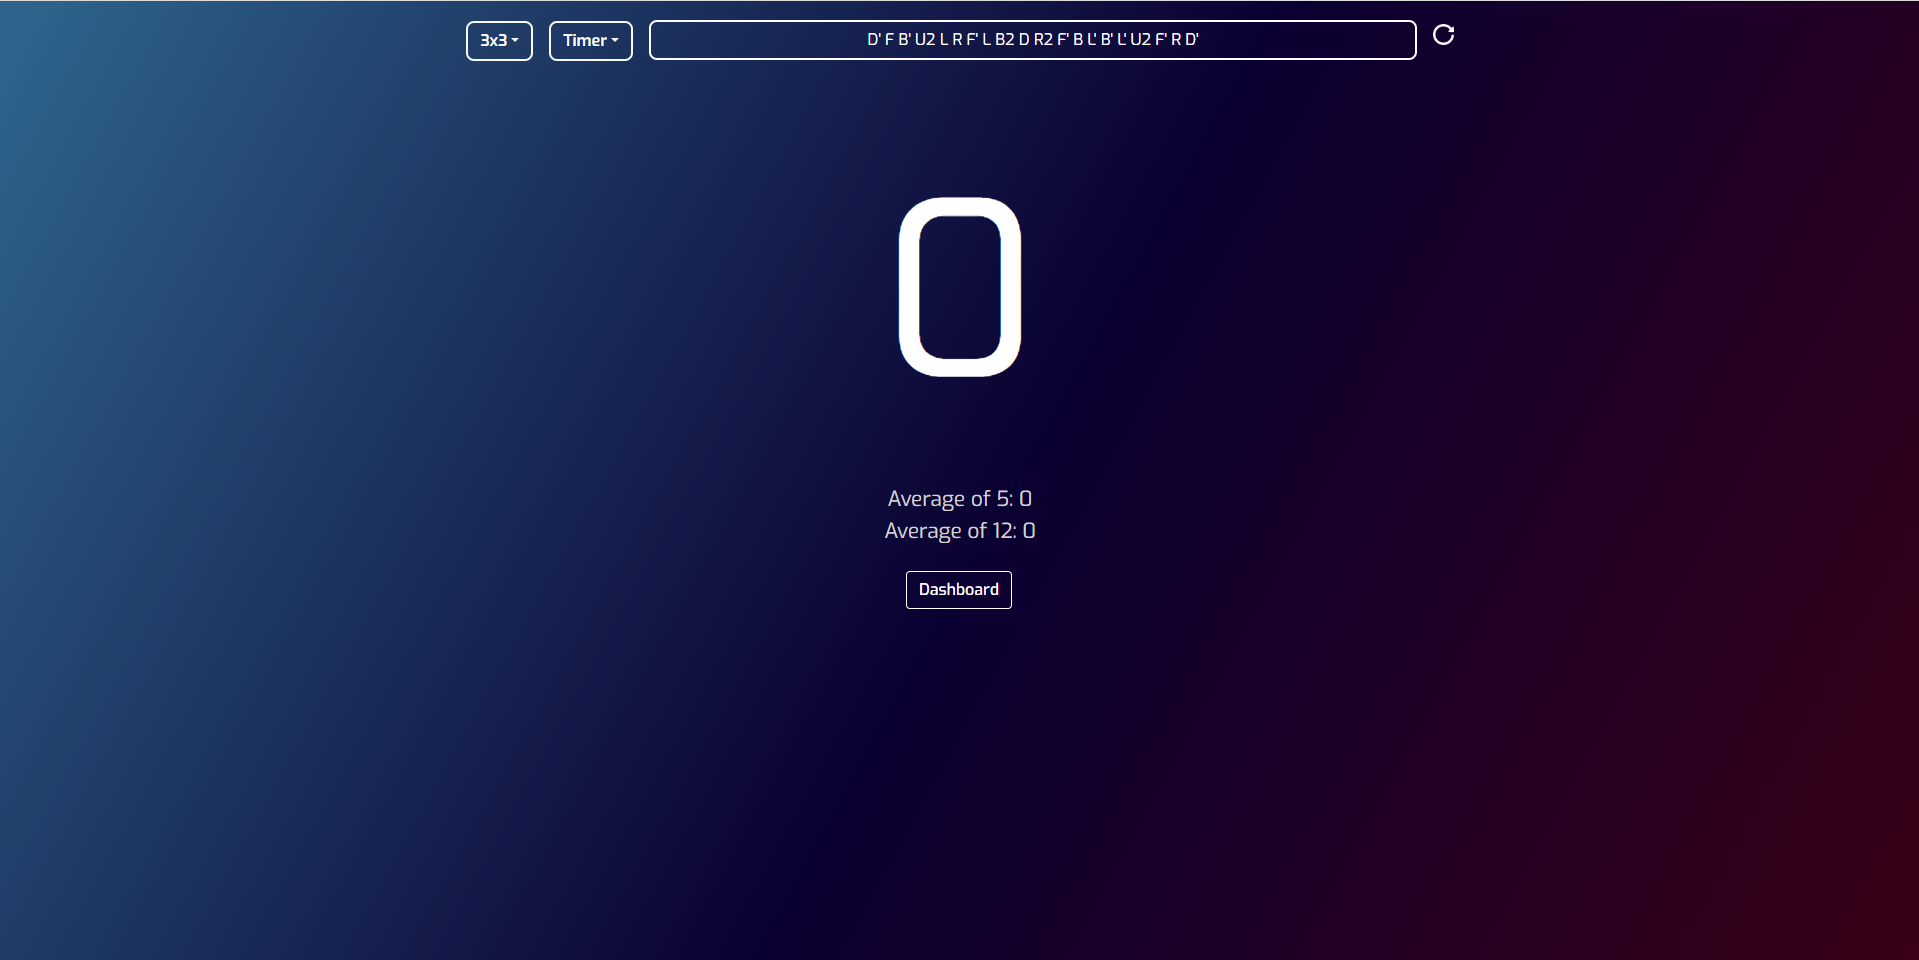 3x3
Timer
D' F B' U2 L R F' L B2 D R2 F' B L' B' L' U2 F' R D'
0
Average of 5: 0
Average of 12: 0
Dashboard